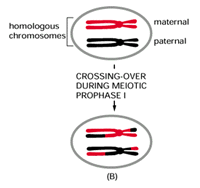 homologous
chromosomes
maternal
paternal
CROSSING-OVER
DURING MEIOTIC
PROPHASE I
(B)